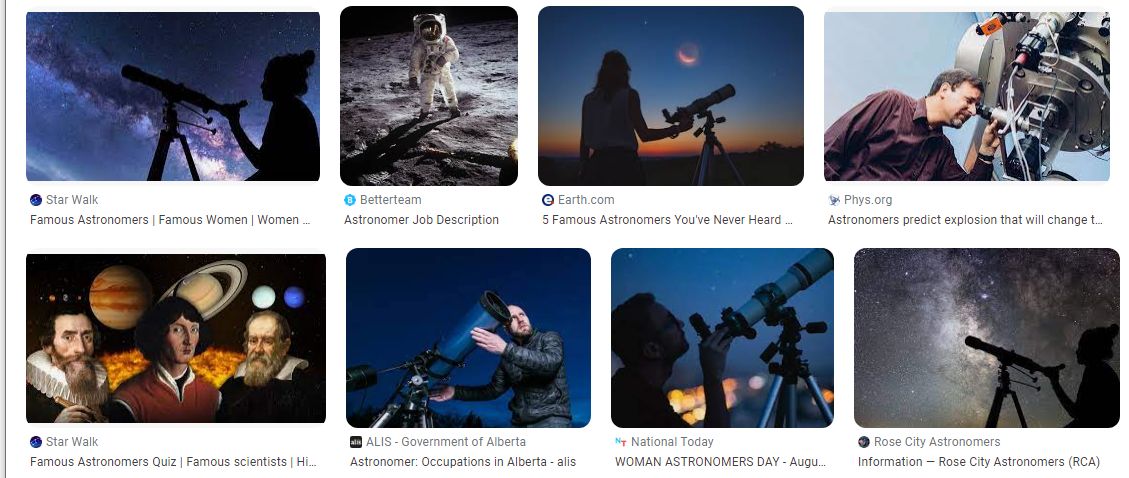 Star Walk
Famous Astronomers | Famous Women | Women ...
Betterteam
Astronomer Job Description
Earth.com
5 Famous Astronomers You've Never Heard ...
Phys.org
Astronomers predict explosion that will change t...
Star Walk
Famous Astronomers Quiz | Famous scientists | Hi...
alis
ALIS - Government of Alberta
Astronomer: Occupations in Alberta - alis
NT
National Today
WOMAN ASTRONOMERS DAY - Augu...
Rose City Astronomers
Information — Rose City Astronomers (RCA)